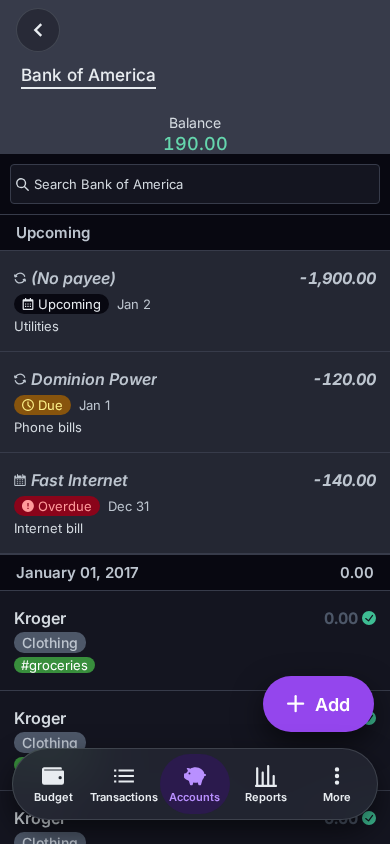 Bank of America
Balance
190.00
Search Bank of America
Upcoming
(No payee) -1,900.00
Upcoming Jan 2
Utilities
Dominion Power -120.00
Due Jan 1
Phone bills
Fast Internet -140.00
Overdue Dec 31
Internet bill
January 01, 2017 0.00
Kroger 0.00
Clothing
#groceries
Kroger
Add
Clothing
Budget Transactions Accounts Reports More
Kroger 0.00
Clothing